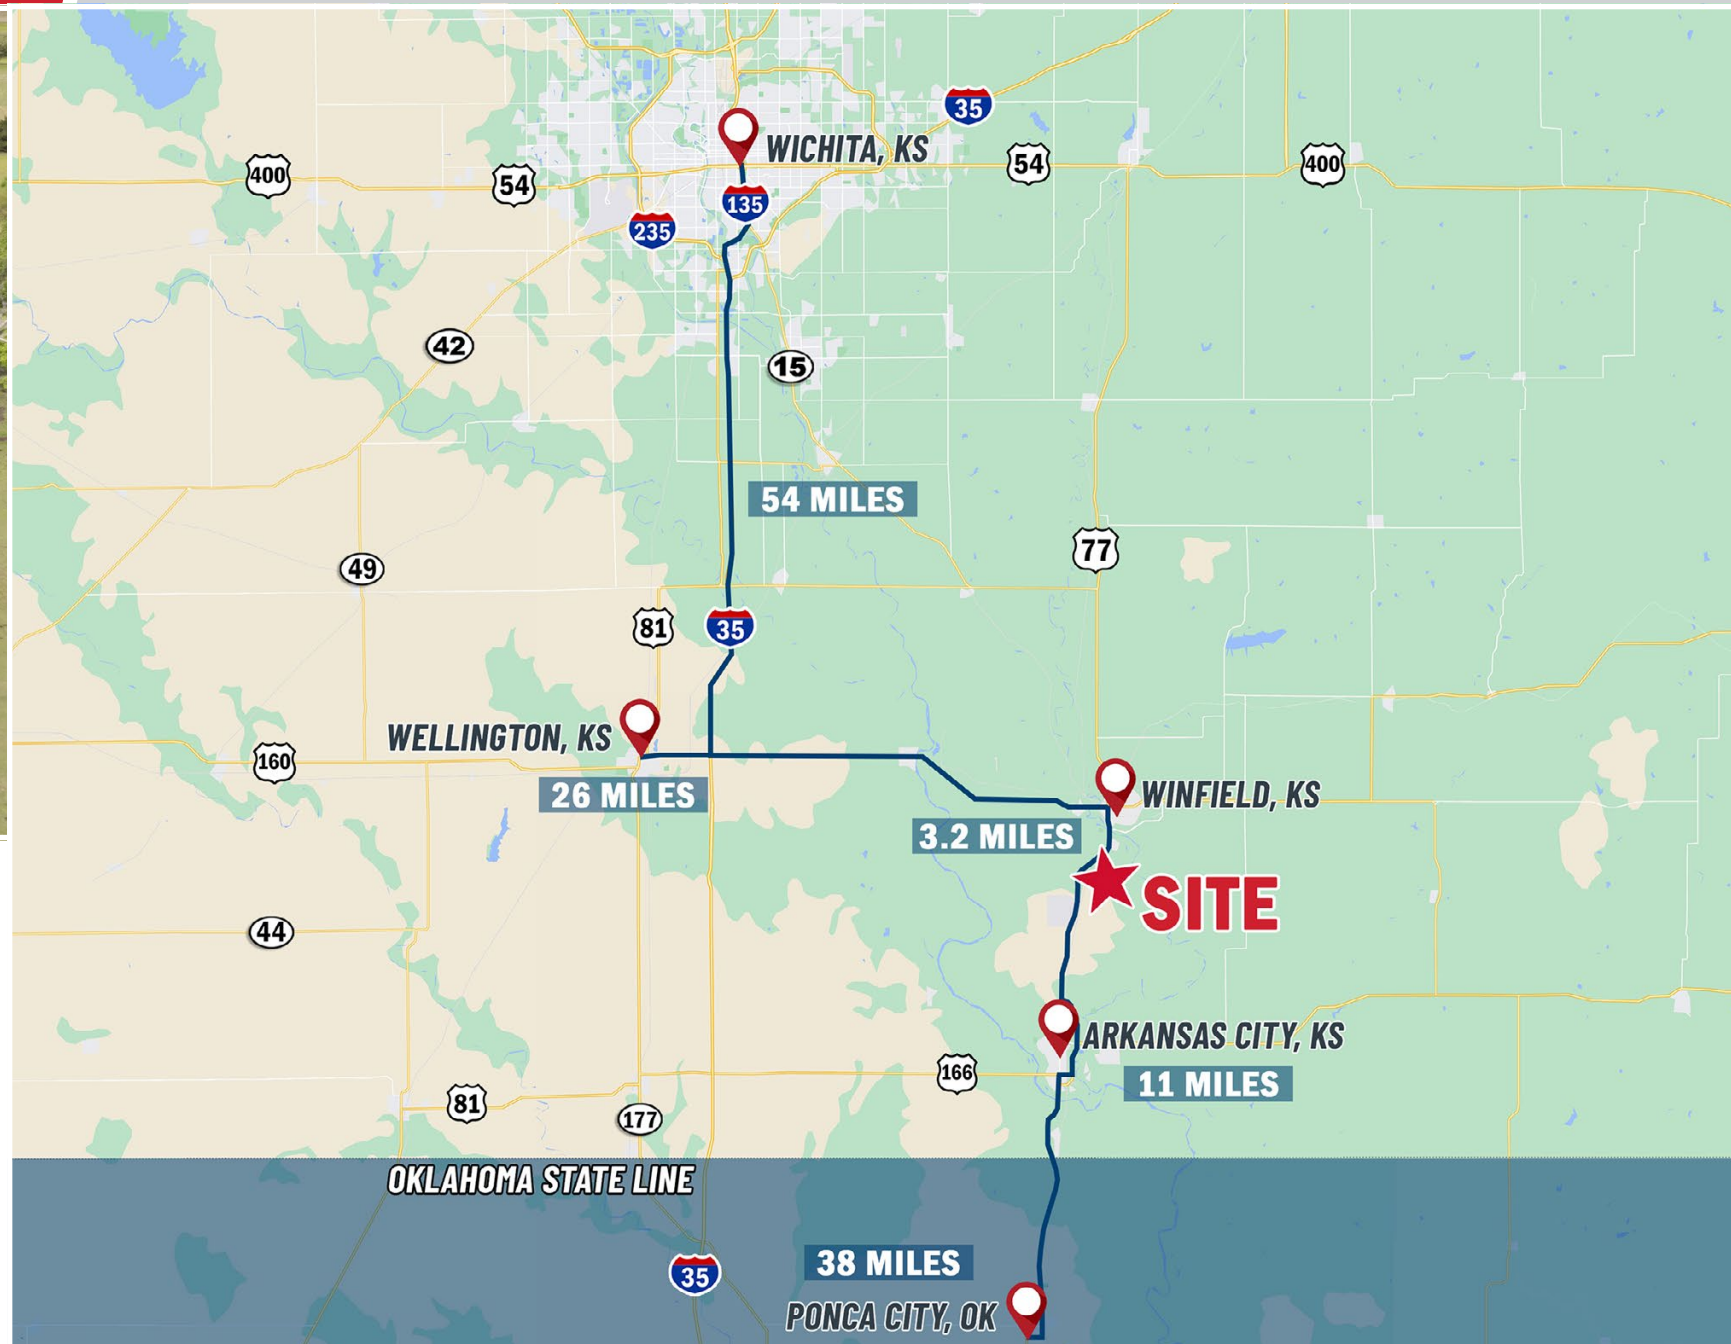 35
WICHITA, KS
54
400
400
54
135
235
42
15
54 MILES
77
49
81
35
WELLINGTON, KS
160
26 MILES
WINFIELD, KS
3.2 MILES
SITE
44
ARKANSAS CITY, KS
166
11 MILES
81
177
OKLAHOMA STATE LINE
38 MILES
35
PONCA CITY, OK